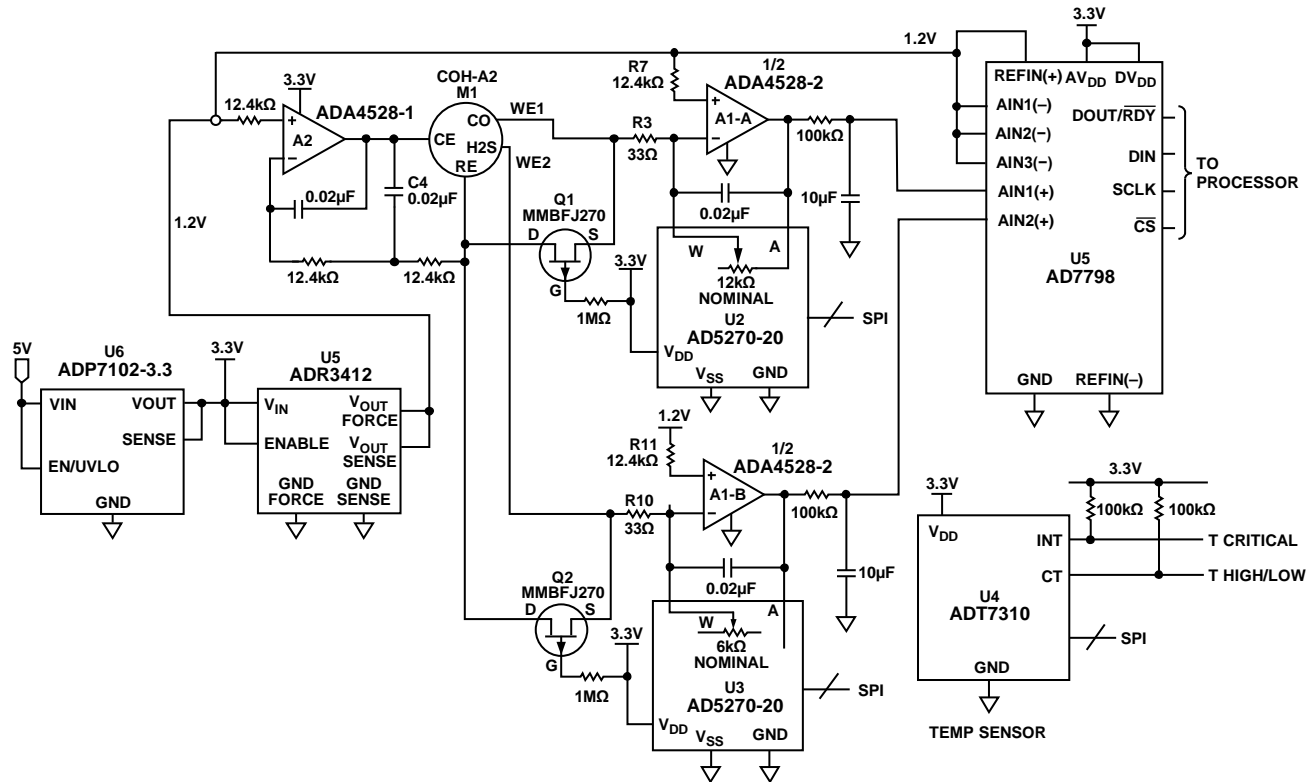 3.3V
1.2V
1.2V
12.4kΩ
3.3V
ADA4528-1
A2
+
–
0.02µF
12.4kΩ
C4
0.02µF
12.4kΩ
COH-A2
M1
CO
CE
H2S
RE
WE1
WE2
R3
33Ω
R7
12.4kΩ
1/2
ADA4528-2
+
A1-A
–
100kΩ
0.02µF
10µF
Q1
MMBFJ270
D
S
G
1MΩ
3.3V
W
A
12kΩ
NOMINAL
U2
AD5270-20
VDD
VSS
GND
SPI
REFIN(+)
AVDD
DVDD
AIN1(–)
AIN2(–)
AIN3(–)
AIN1(+)
AIN2(+)
DOUT/RDY
DIN
SCLK
CS
TO
PROCESSOR
U5
AD7798
GND
REFIN(–)
5V
U6
ADP7102-3.3
VIN
VOUT
SENSE
EN/UVLO
GND
3.3V
U5
ADR3412
VIN
VOUT
FORCE
ENABLE
VOUT
SENSE
GND
FORCE
GND
SENSE
1.2V
R11
12.4kΩ
1/2
ADA4528-2
+
A1-B
–
R10
33Ω
100kΩ
0.02µF
10µF
Q2
MMBFJ270
D
S
G
1MΩ
3.3V
W
A
6kΩ
NOMINAL
U3
AD5270-20
VDD
VSS
GND
SPI
3.3V
3.3V
100kΩ
100kΩ
VDD
INT
T CRITICAL
CT
T HIGH/LOW
U4
ADT7310
SPI
GND
TEMP SENSOR